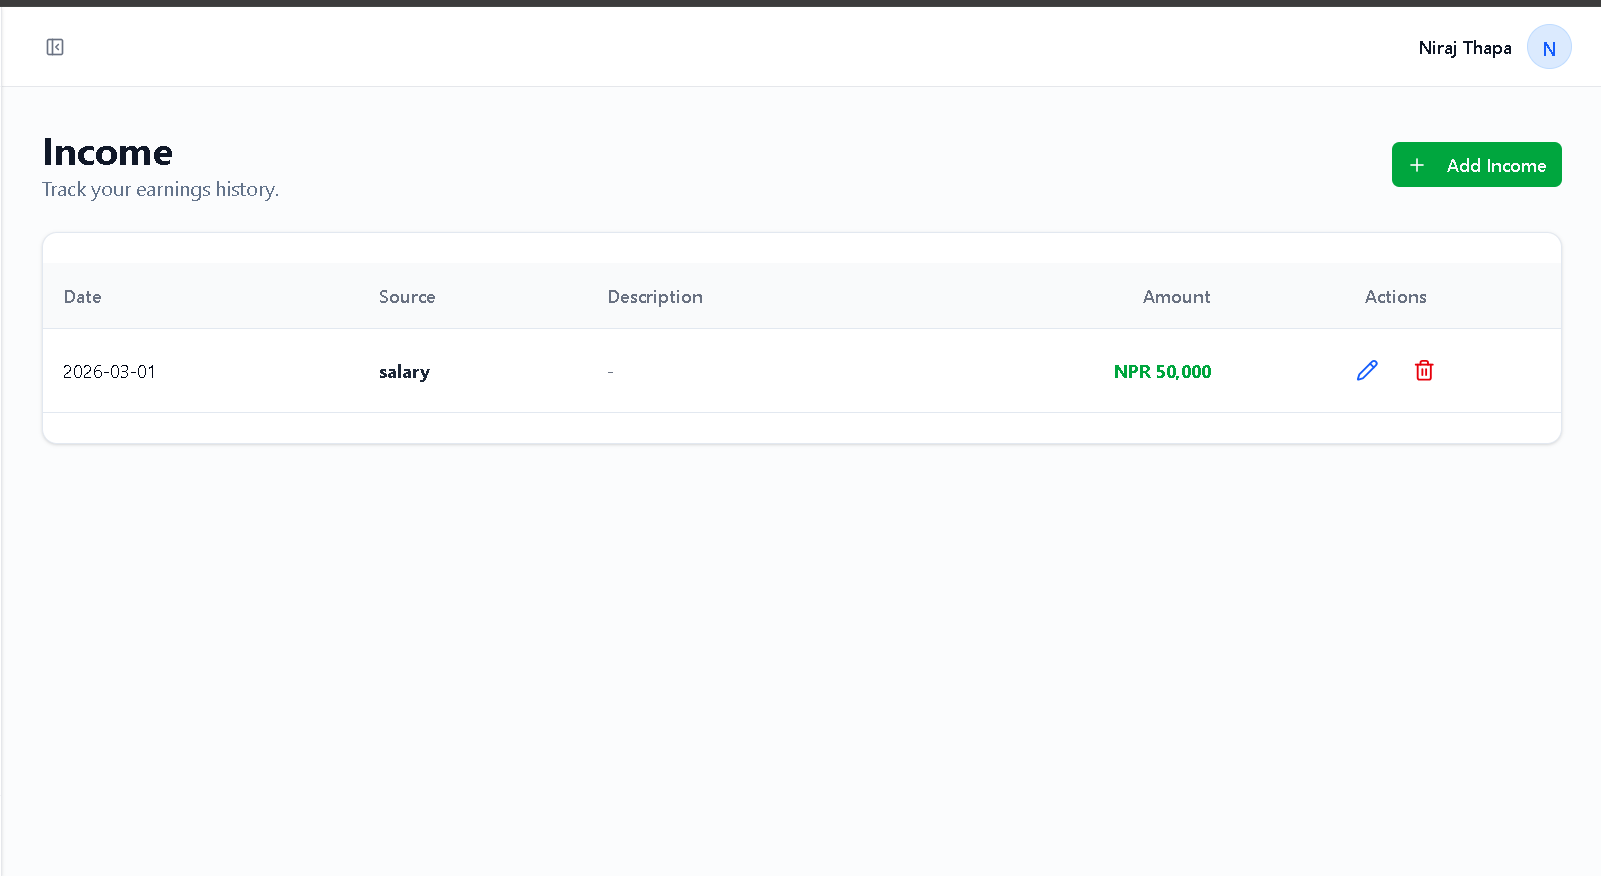 Niraj Thapa N
Income
Track your earnings history.
+ Add Income
Date Source Description Amount Actions
2026-03-01 salary - NPR 50,000